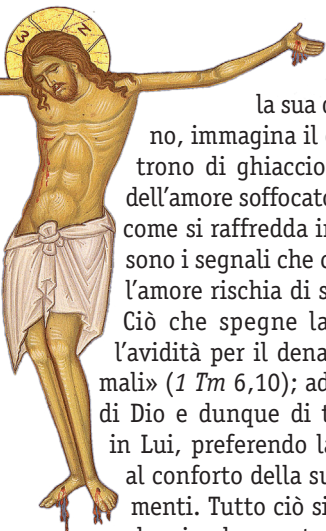 la sua
no, immagina il
trono di ghiaccio
dell'amore soffocato
come si raffredda
sono i segnali che
l'amore rischia di
Ciò che spegne la
l'avidità per il dena
mali» (1 Tm 6,10); ad
di Dio e dunque di
in Lui, preferendo la
al conforto della su
menti. Tutto ciò si